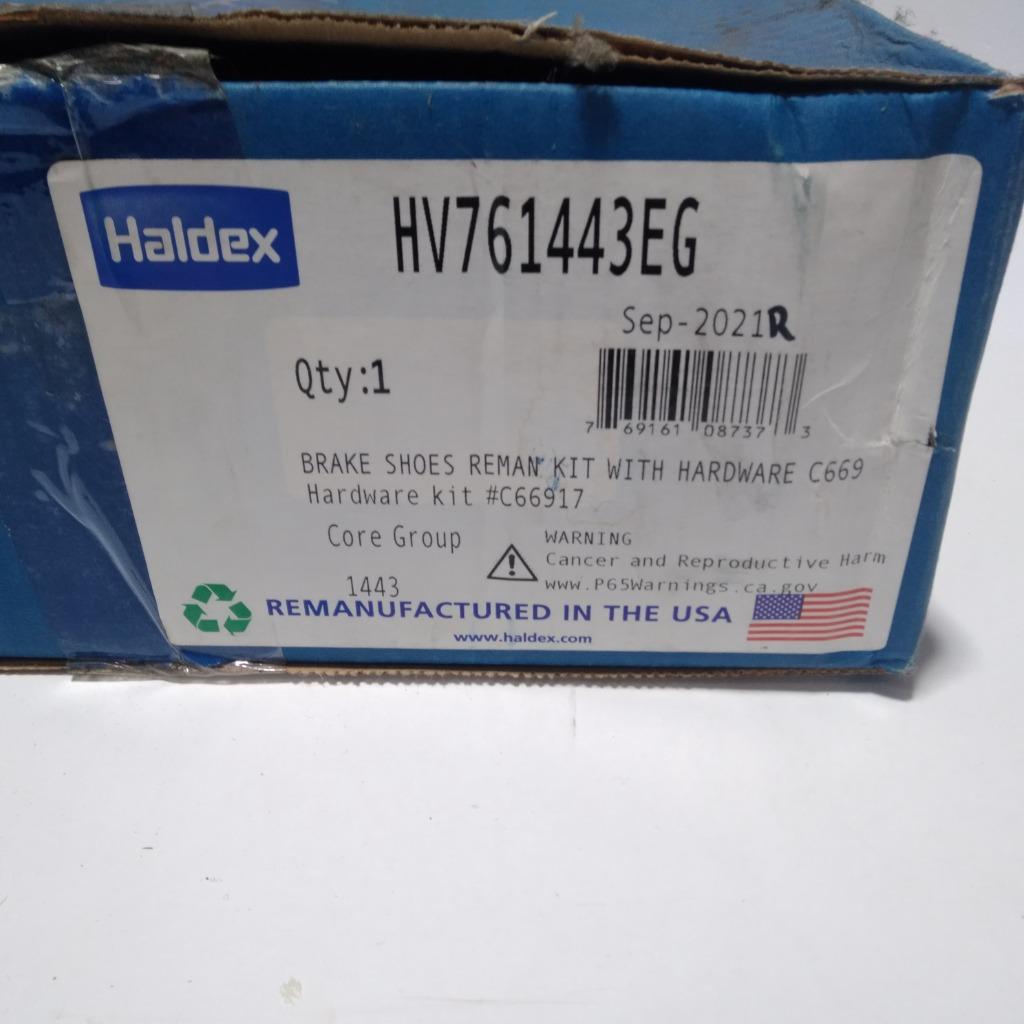 Haldex
HV761443EG
Sep-2021R
Qty:1
7 69161 08737 3
BRAKE SHOES REMAN KIT WITH HARDWARE C669
Hardware kit #C66917
Core Group
1443
WARNING
Cancer and Reproductive Harm
www.P65Warnings.ca.gov
REMANUFACTURED IN THE USA
www.haldex.com